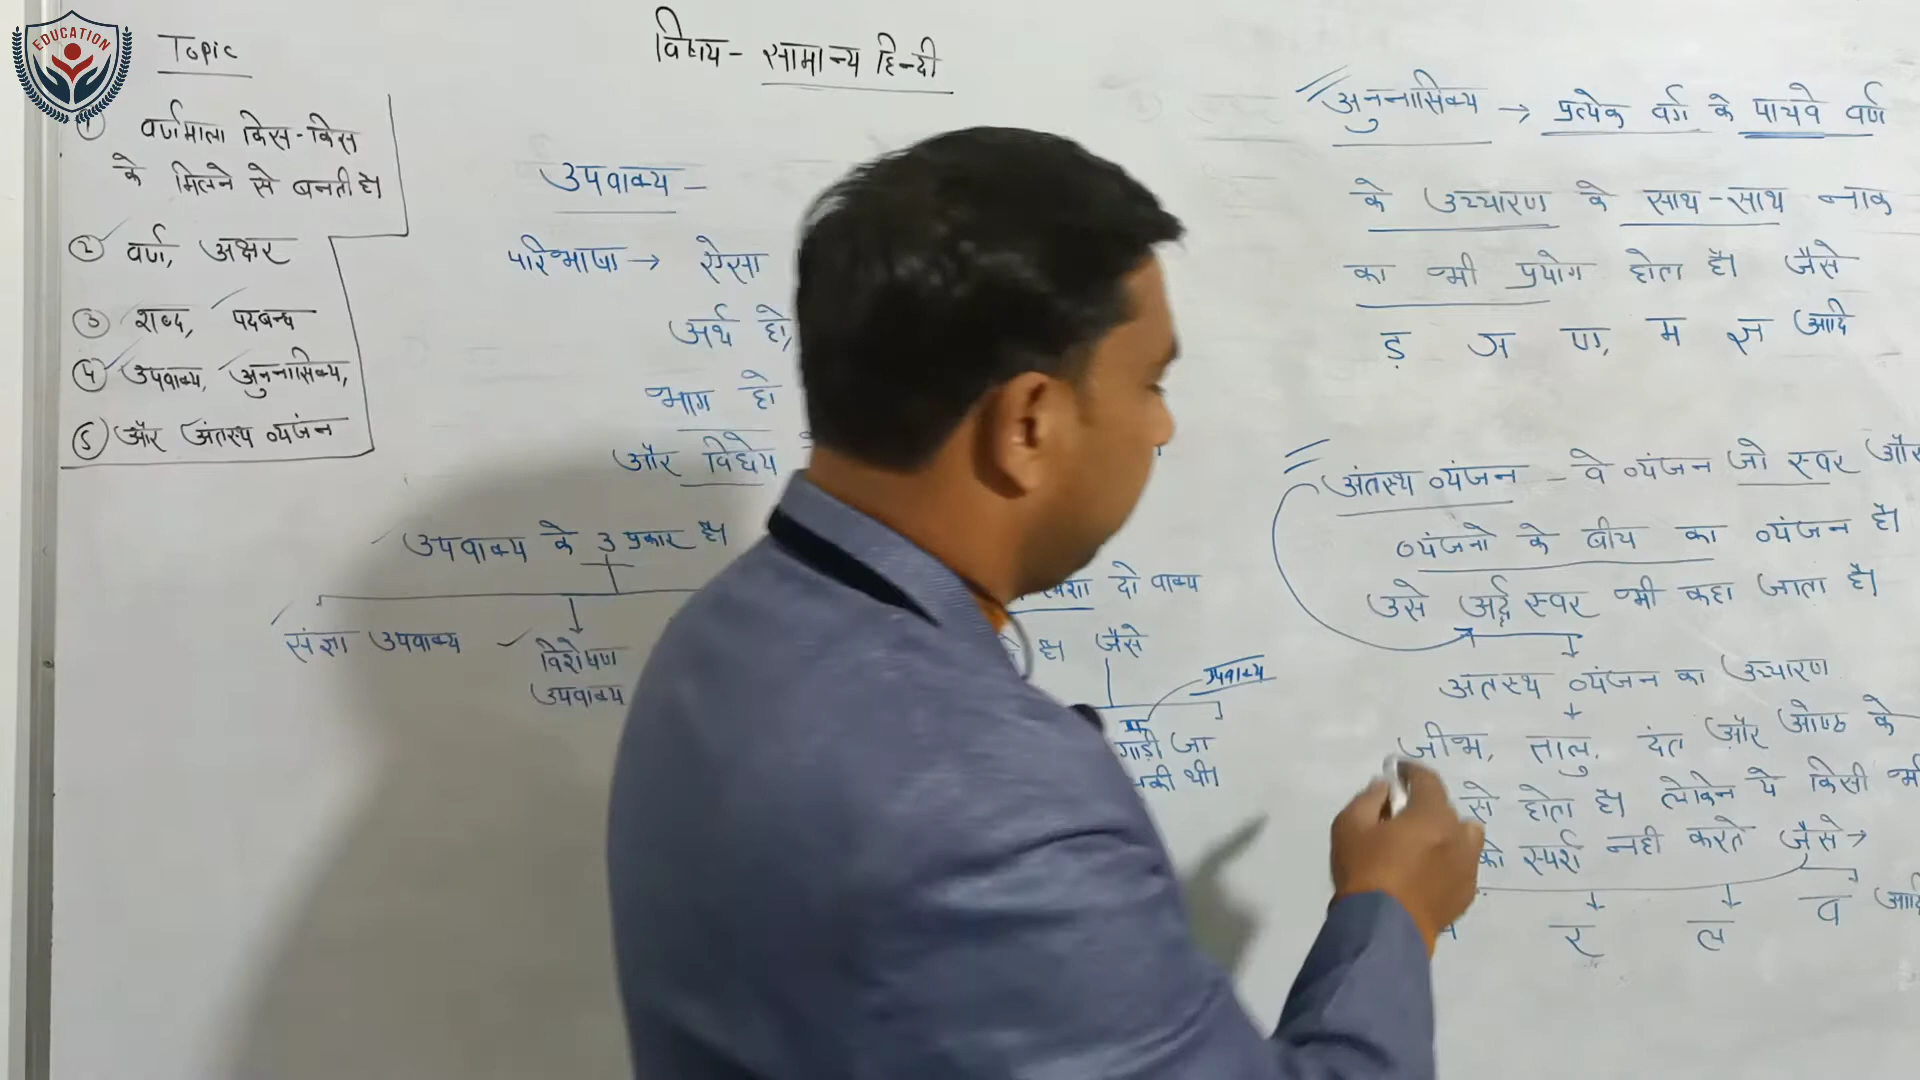 EDUCATION
Topic
① वर्णमाला किस-किस
के मिलने से बनती है।
② वर्ण, अक्षर
③ शब्द, पदबन्ध
④ उपवाक्य, अनुनासिक्य,
⑤ और अंतस्थ व्यंजन
विषय - सामान्य हिन्दी
उपवाक्य -
परिभाषा → ऐसा
अर्थ हो,
भाग हो
और विधेय
उपवाक्य के 3 प्रकार है।
संज्ञा उपवाक्य
विशेषण
उपवाक्य
दो वाक्य
है। जैसे
उपवाक्य
गाड़ी जा
चुकी थी।
अनुनासिक्य → प्रत्येक वर्ग के पाचवे वर्ण
के उच्चारण के साथ-साथ नाक
का भी प्रयोग होता है। जैसे
ड़ ञ ण, म न आदि
अंतस्थ व्यंजन - वे व्यंजन जो स्वर और
व्यंजनो के बीच का व्यंजन है।
उसे अर्द्ध स्वर भी कहा जाता है।
अतस्थ व्यंजन का उच्चारण
जीभ, तालु, दंत और ओष्ठ के
से होता है। लेकिन ये किसी भी
को स्पर्श नही करते जैसे →
र ल व आदि